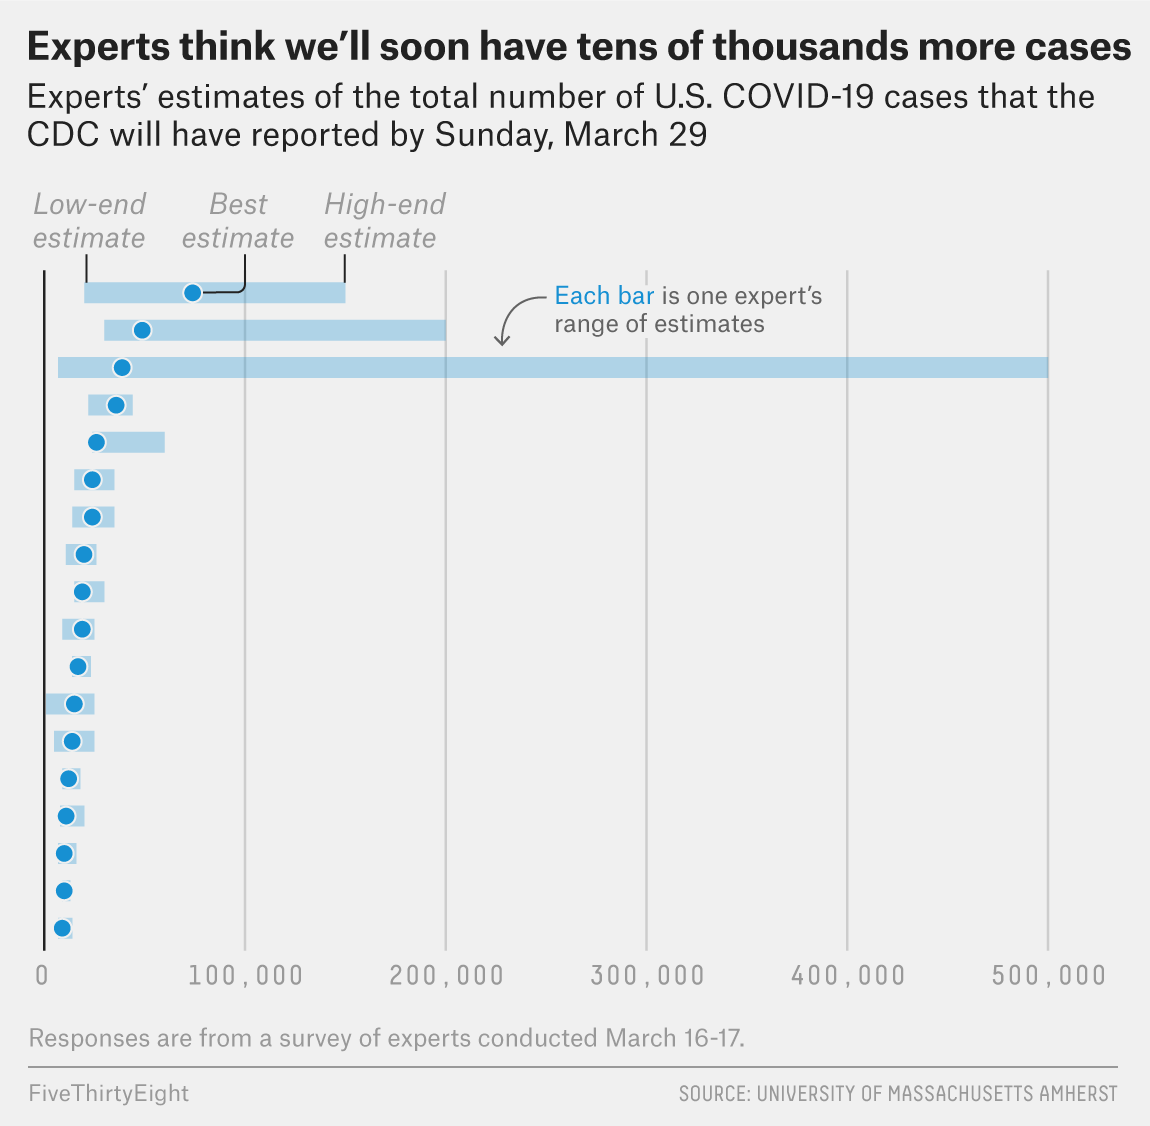 Experts think we’ll soon have tens of thousands more cases
Experts’ estimates of the total number of U.S. COVID-19 cases that the
CDC will have reported by Sunday, March 29
Low-end
estimate
Best
estimate
High-end
estimate
Each bar is one expert’s
range of estimates
0
100,000
200,000
300,000
400,000
500,000
Responses are from a survey of experts conducted March 16-17.
FiveThirtyEight
SOURCE: UNIVERSITY OF MASSACHUSETTS AMHERST